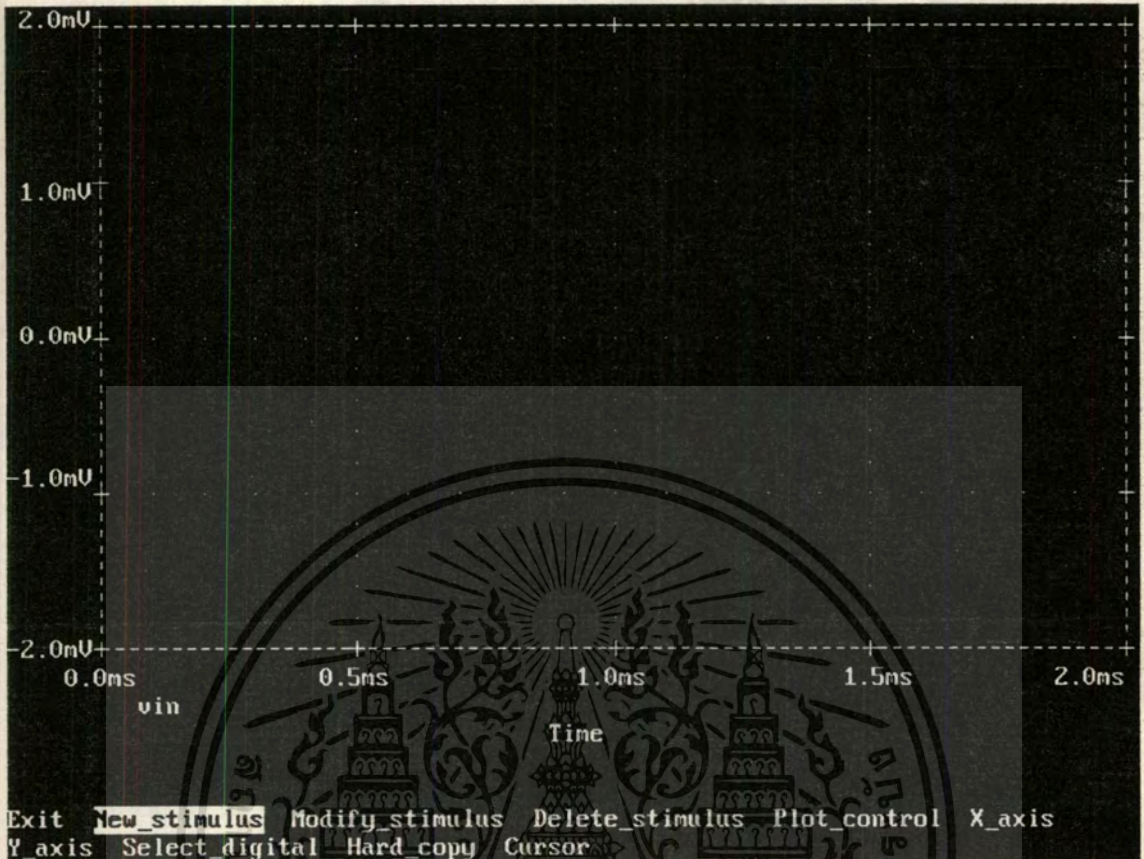 2.0mV
1.0mV
0.0mV
-1.0mV
-2.0mV
0.0ms 0.5ms 1.0ms 1.5ms 2.0ms
vin
Time
Exit New_stimulus Modify_stimulus Delete_stimulus Plot_control X_axis
Y_axis Select_digital Hard_copy Cursor